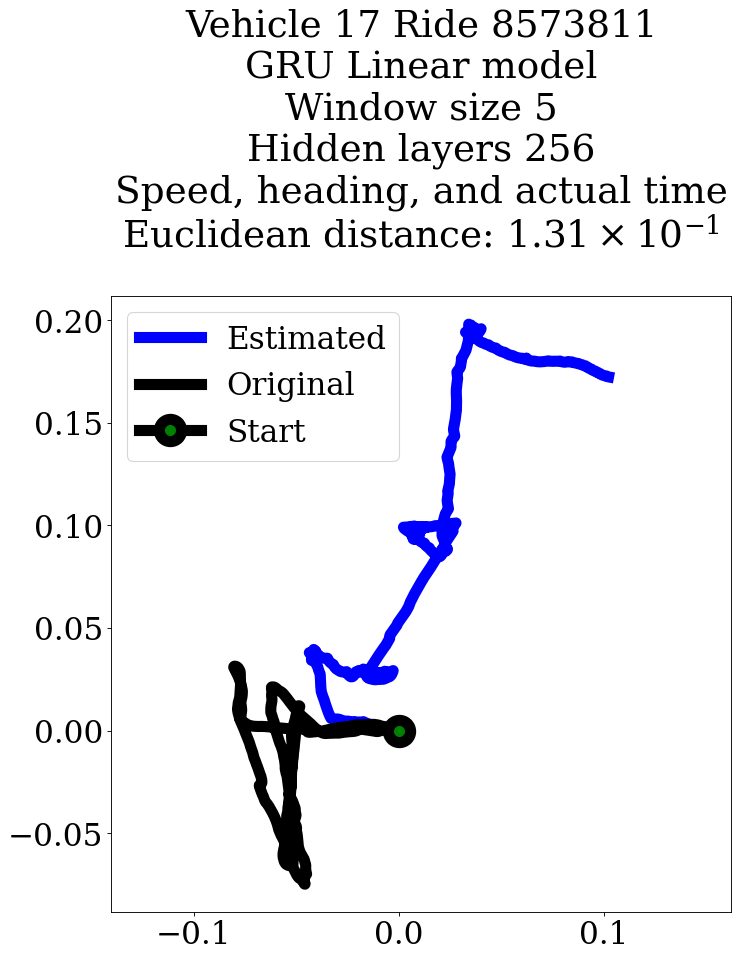 Vehicle 17 Ride 8573811
GRU Linear model
Window size 5
Hidden layers 256
Speed, heading, and actual time
Euclidean distance: 1.31 × 10⁻¹
Estimated
Original
Start
0.20
0.15
0.10
0.05
0.00
−0.05
−0.1
0.0
0.1